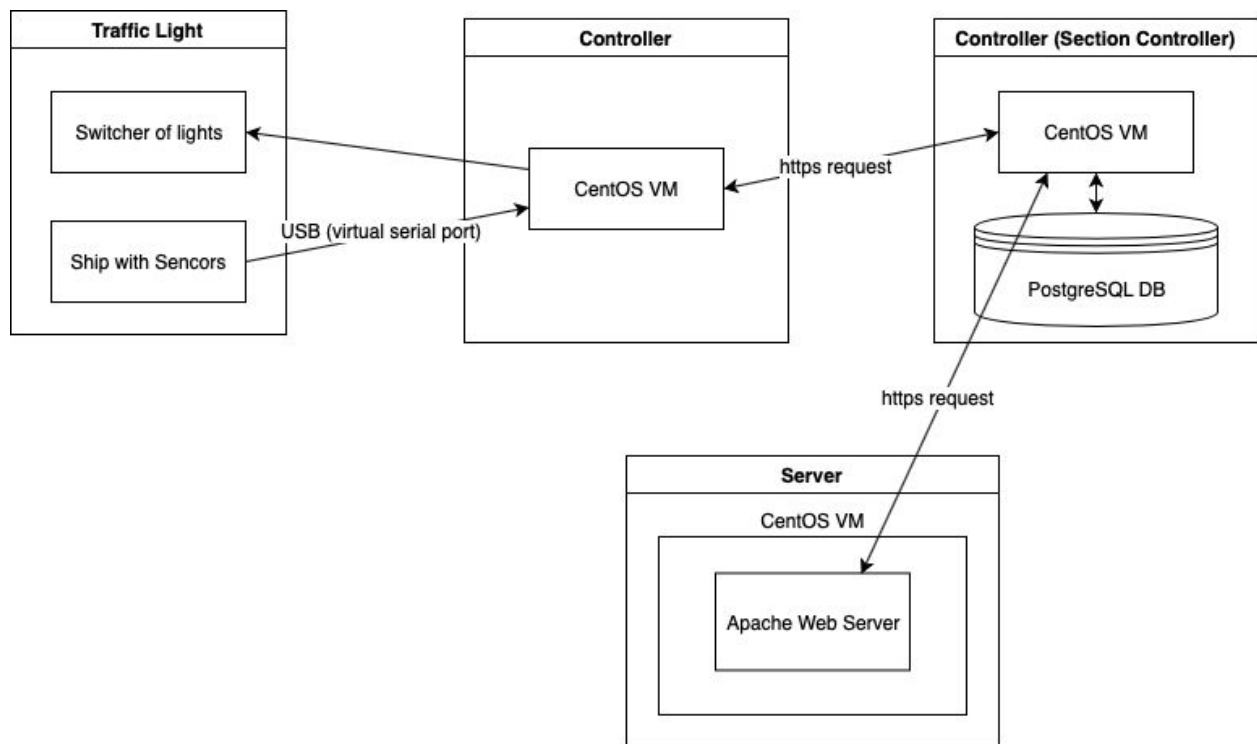 Traffic Light
Switcher of lights
Ship with Sencors
USB (virtual serial port)
Controller
CentOS VM
https request
Controller (Section Controller)
CentOS VM
PostgreSQL DB
https request
Server
CentOS VM
Apache Web Server